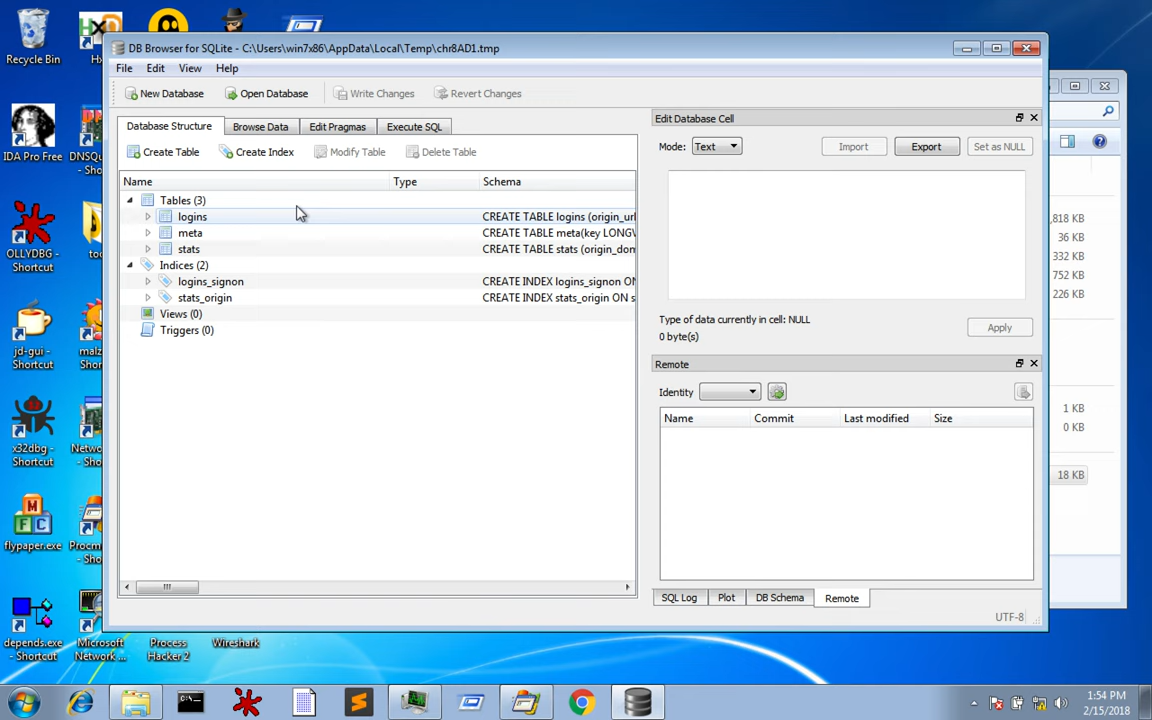 DB Browser for SQLite - C:\Users\win7x86\AppData\Local\Temp\chr8AD1.tmp
File Edit View Help
New Database Open Database Write Changes Revert Changes
Database Structure Browse Data Edit Pragmas Execute SQL
Create Table Create Index Modify Table Delete Table
Name Type Schema
Tables (3)
logins CREATE TABLE logins (origin_url
meta CREATE TABLE meta(key LONGV
stats CREATE TABLE stats (origin_dom
Indices (2)
logins_signon CREATE INDEX logins_signon ON
stats_origin CREATE INDEX stats_origin ON s
Views (0)
Triggers (0)
Edit Database Cell
Mode: Text Import Export Set as NULL
Type of data currently in cell: NULL
0 byte(s)
Apply
Remote
Identity
Name Commit Last modified Size
SQL Log Plot DB Schema Remote
UTF-8
,818 KB
36 KB
332 KB
752 KB
226 KB
1 KB
0 KB
18 KB
Recycle Bin
Hx
IDA Pro Free
DNSQu
- Sho
OLLYDBG -
Shortcut
too
jd-gui -
Shortcut
malz
Shor
x32dbg -
Shortcut
Netwo
- Sho
flypaper.exe
Procm
- Sho
depends.exe
- Shortcut
Microsoft
Network ...
Process
Hacker 2
Wireshark
1:54 PM
2/15/2018